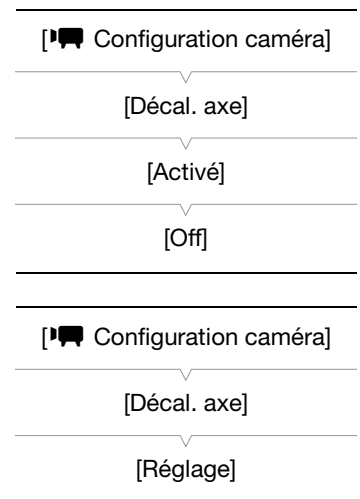 [ Configuration caméra]
[Décal. axe]
[Activé]
[Off]
[ Configuration caméra]
[Décal. axe]
[Réglage]